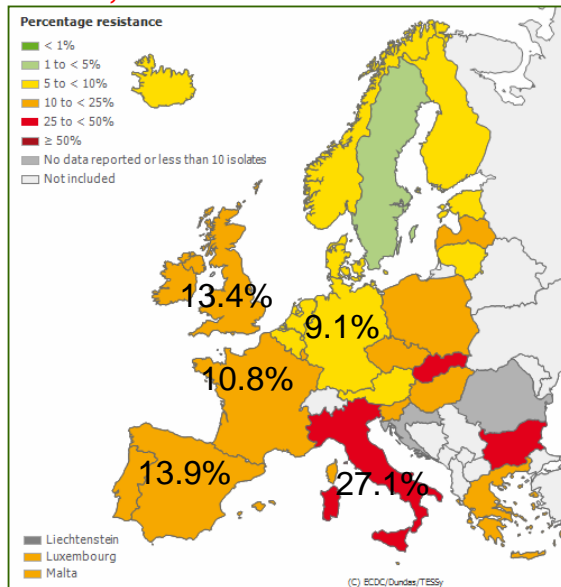 Percentage resistance
< 1%
1 to < 5%
5 to < 10%
10 to < 25%
25 to < 50%
≥ 50%
No data reported or less than 10 isolates
Not included
13.4%
9.1%
10.8%
13.9%
27.1%
Liechtenstein
Luxembourg
Malta
(C) ECDC/Dundas/TESSy